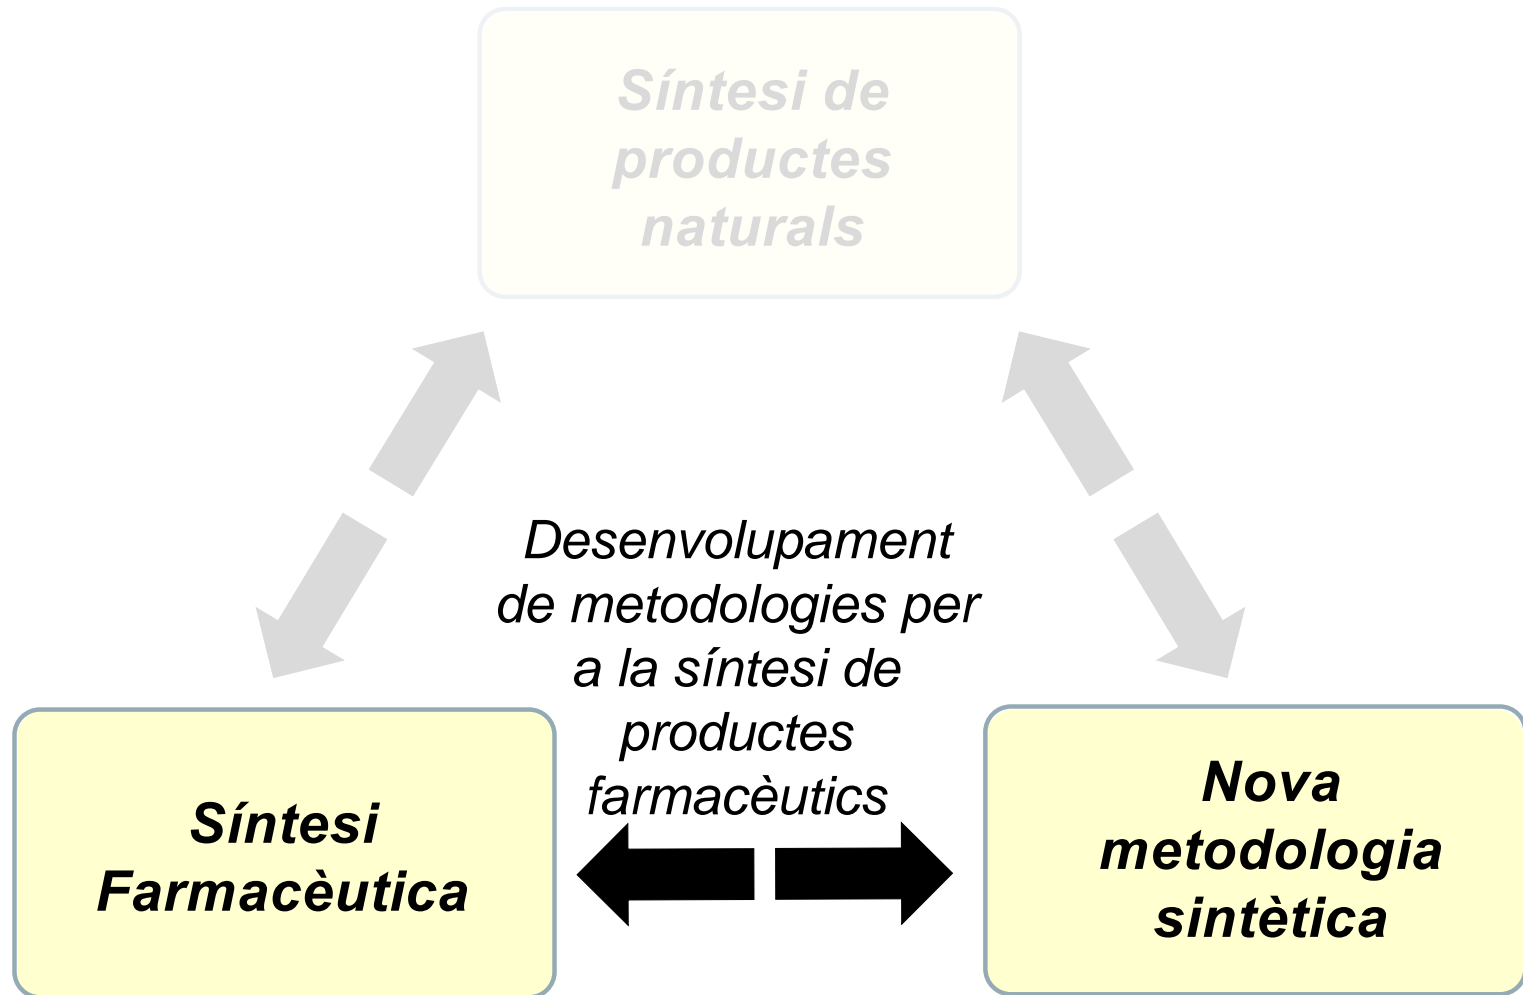 Síntesi de
productes
naturals
Desenvolupament
de metodologies per
a la síntesi de
productes
farmacèutics
Síntesi
Farmacèutica
Nova
metodologia
sintètica